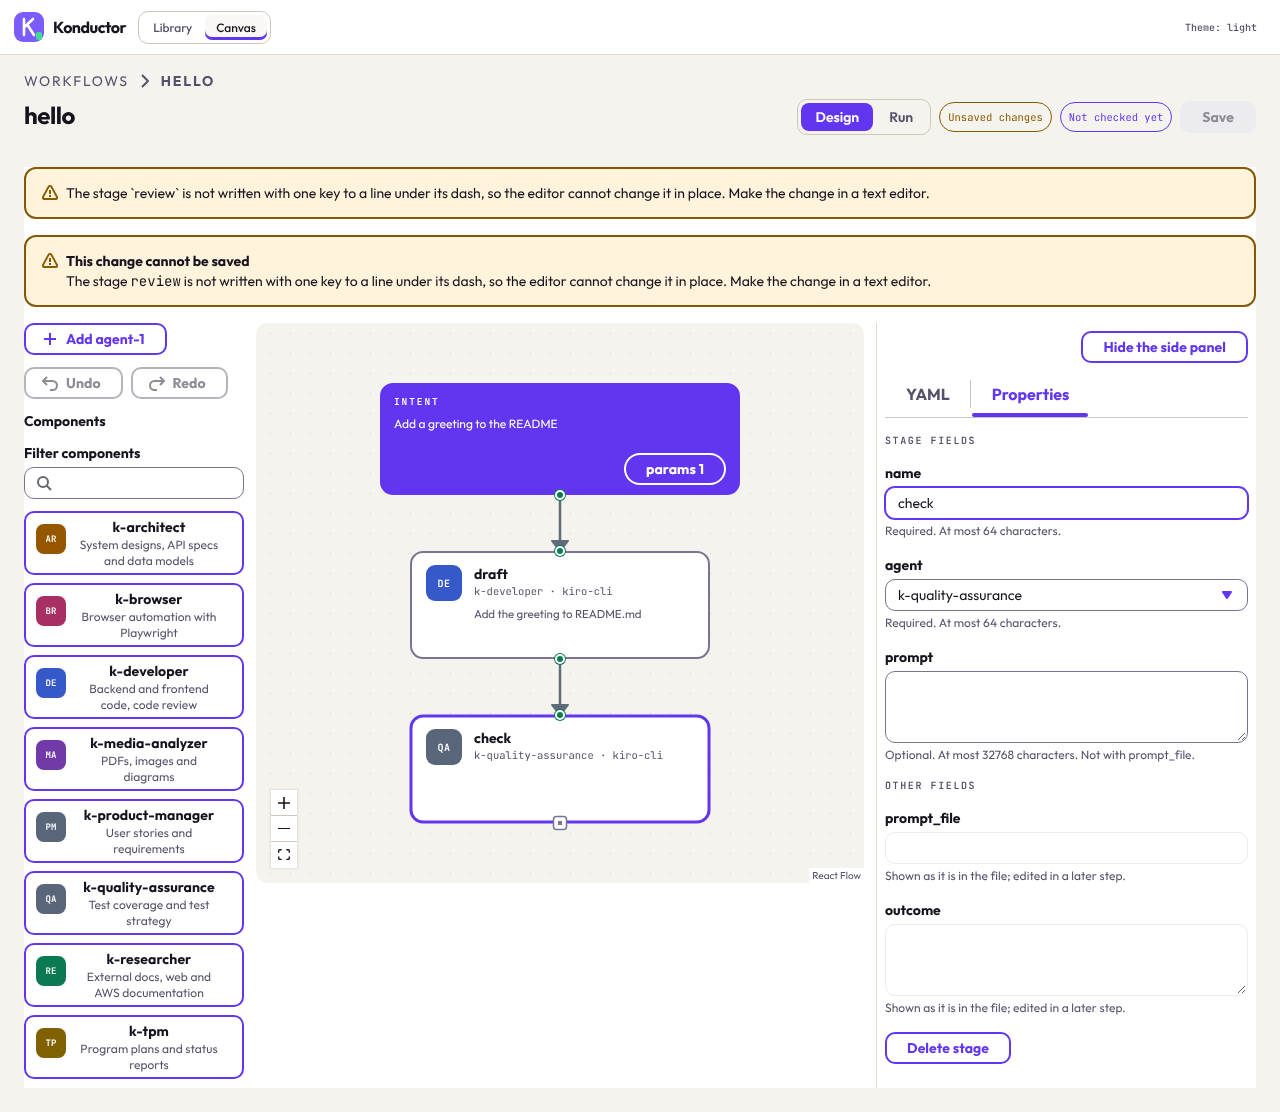 Konductor
Library
Canvas
Theme: light
WORKFLOWS > HELLO
hello
Design
Run
Unsaved changes
Not checked yet
Save
The stage `review` is not written with one key to a line under its dash, so the editor cannot change it in place. Make the change in a text editor.
This change cannot be saved
The stage review is not written with one key to a line under its dash, so the editor cannot change it in place. Make the change in a text editor.
Add agent-1
Undo
Redo
Components
Filter components
AR
k-architect
System designs, API specs
and data models
BR
k-browser
Browser automation with
Playwright
DE
k-developer
Backend and frontend
code, code review
MA
k-media-analyzer
PDFs, images and
diagrams
PM
k-product-manager
User stories and
requirements
QA
k-quality-assurance
Test coverage and test
strategy
RE
k-researcher
External docs, web and
AWS documentation
TP
k-tpm
Program plans and status
reports
INTENT
Add a greeting to the README
params 1
DE
draft
k-developer · kiro-cli
Add the greeting to README.md
QA
check
k-quality-assurance · kiro-cli
React Flow
Hide the side panel
YAML
Properties
STAGE FIELDS
name
check
Required. At most 64 characters.
agent
k-quality-assurance
Required. At most 64 characters.
prompt
Optional. At most 32768 characters. Not with prompt_file.
OTHER FIELDS
prompt_file
Shown as it is in the file; edited in a later step.
outcome
Shown as it is in the file; edited in a later step.
Delete stage